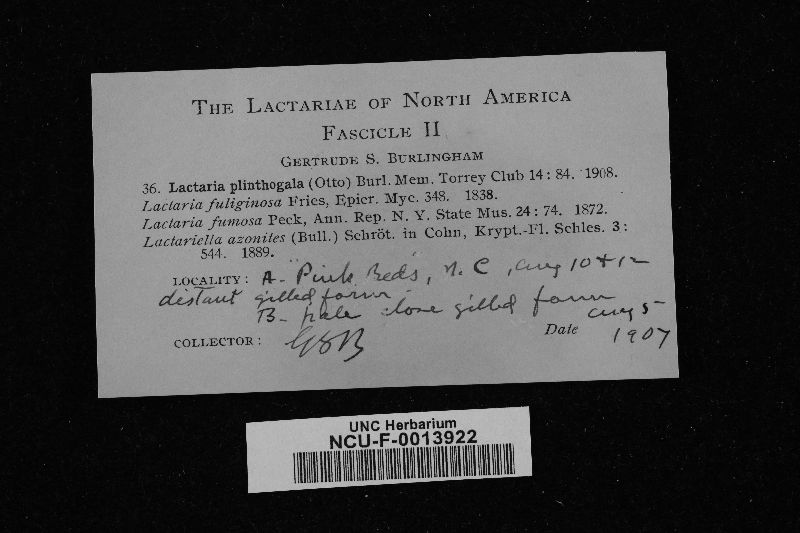 THE LACTARIAE OF NORTH AMERICA
FASCICLE II
GERTRUDE S. BURLINGHAM
36. Lactaria plinthogala (Otto) Burl. Mem. Torrey Club 14: 84. 1908.
Lactaria fuliginosa Fries, Epicr. Myc. 348. 1838.
Lactaria fumosa Peck, Ann. Rep. N. Y. State Mus. 24: 74. 1872.
Lactariella azonites (Bull.) Schröt. in Cohn, Krypt.-Fl. Schles. 3:
544. 1889.
LOCALITY: A- Pink Beds, N. C, Aug 10 + 12
distant gilled form
B- pale close gilled form Aug 5-
COLLECTOR: GSB Date 1907
UNC Herbarium
NCU-F-0013922